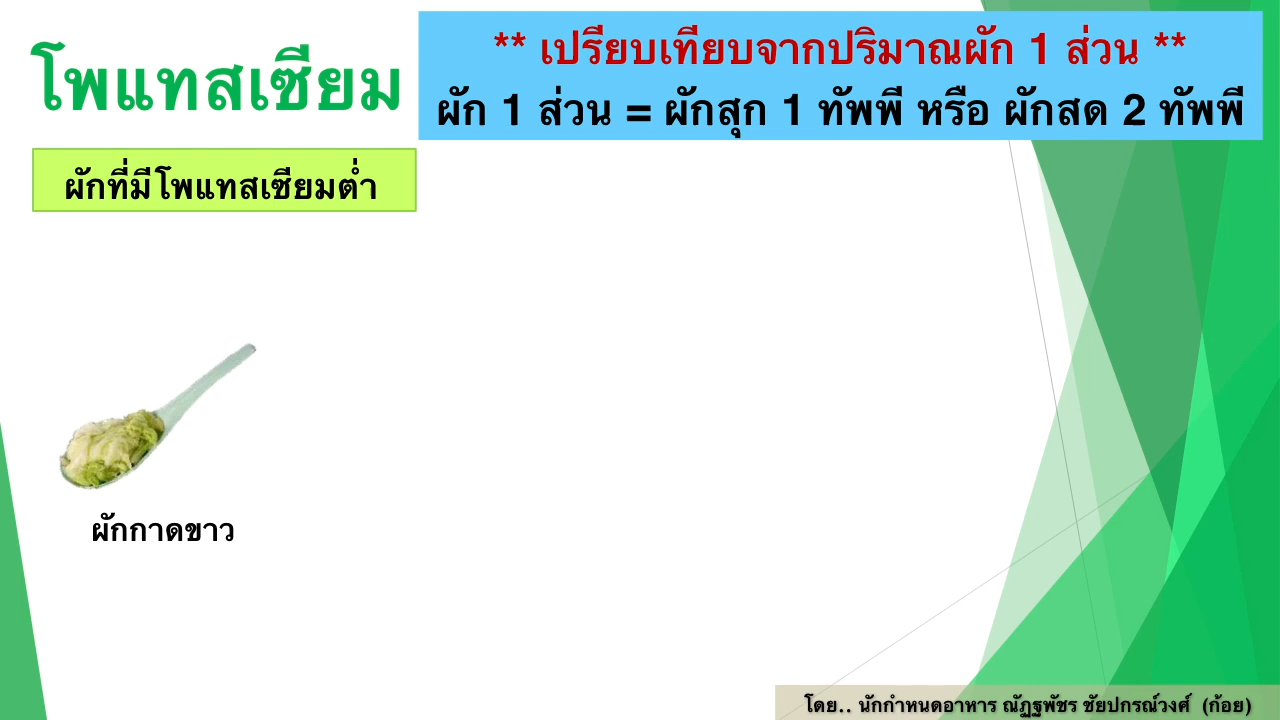 โพแทสเซียม
** เปรียบเทียบจากปริมาณผัก 1 ส่วน **
ผัก 1 ส่วน = ผักสุก 1 ทัพพี หรือ ผักสด 2 ทัพพี
ผักที่มีโพแทสเซียมต่ำ
ผักกาดขาว
โดย.. นักกำหนดอาหาร ณัฏฐพัชร ชัยปกรณ์วงศ์ (ก้อย)